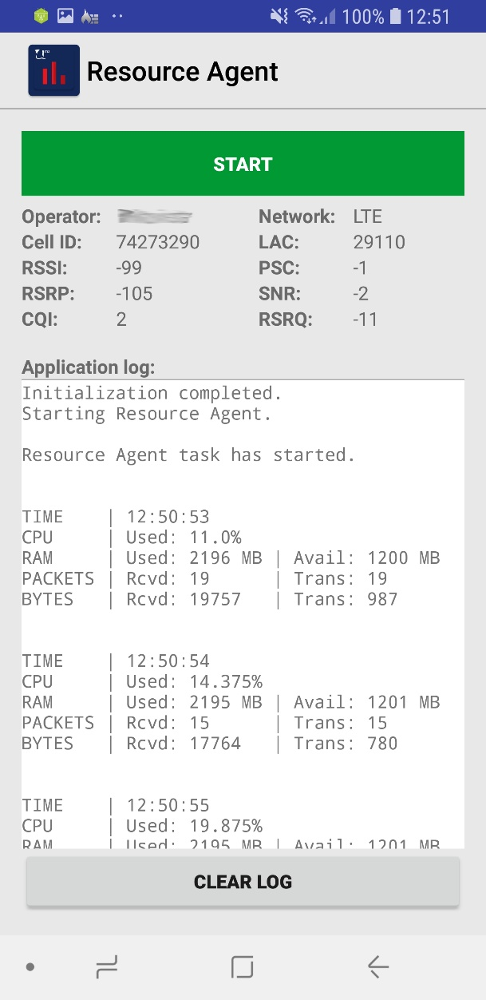 100% 12:51
Resource Agent
START
Operator: Network: LTE
Cell ID: 74273290 LAC: 29110
RSSI: -99 PSC: -1
RSRP: -105 SNR: -2
CQI: 2 RSRQ: -11
Application log:
Initialization completed.
Starting Resource Agent.
Resource Agent task has started.
TIME | 12:50:53
CPU | Used: 11.0%
RAM | Used: 2196 MB | Avail: 1200 MB
PACKETS | Rcvd: 19 | Trans: 19
BYTES | Rcvd: 19757 | Trans: 987
TIME | 12:50:54
CPU | Used: 14.375%
RAM | Used: 2195 MB | Avail: 1201 MB
PACKETS | Rcvd: 15 | Trans: 15
BYTES | Rcvd: 17764 | Trans: 780
TIME | 12:50:55
CPU | Used: 19.875%
RAM | Used: 2195 MB | Avail: 1201 MB
CLEAR LOG